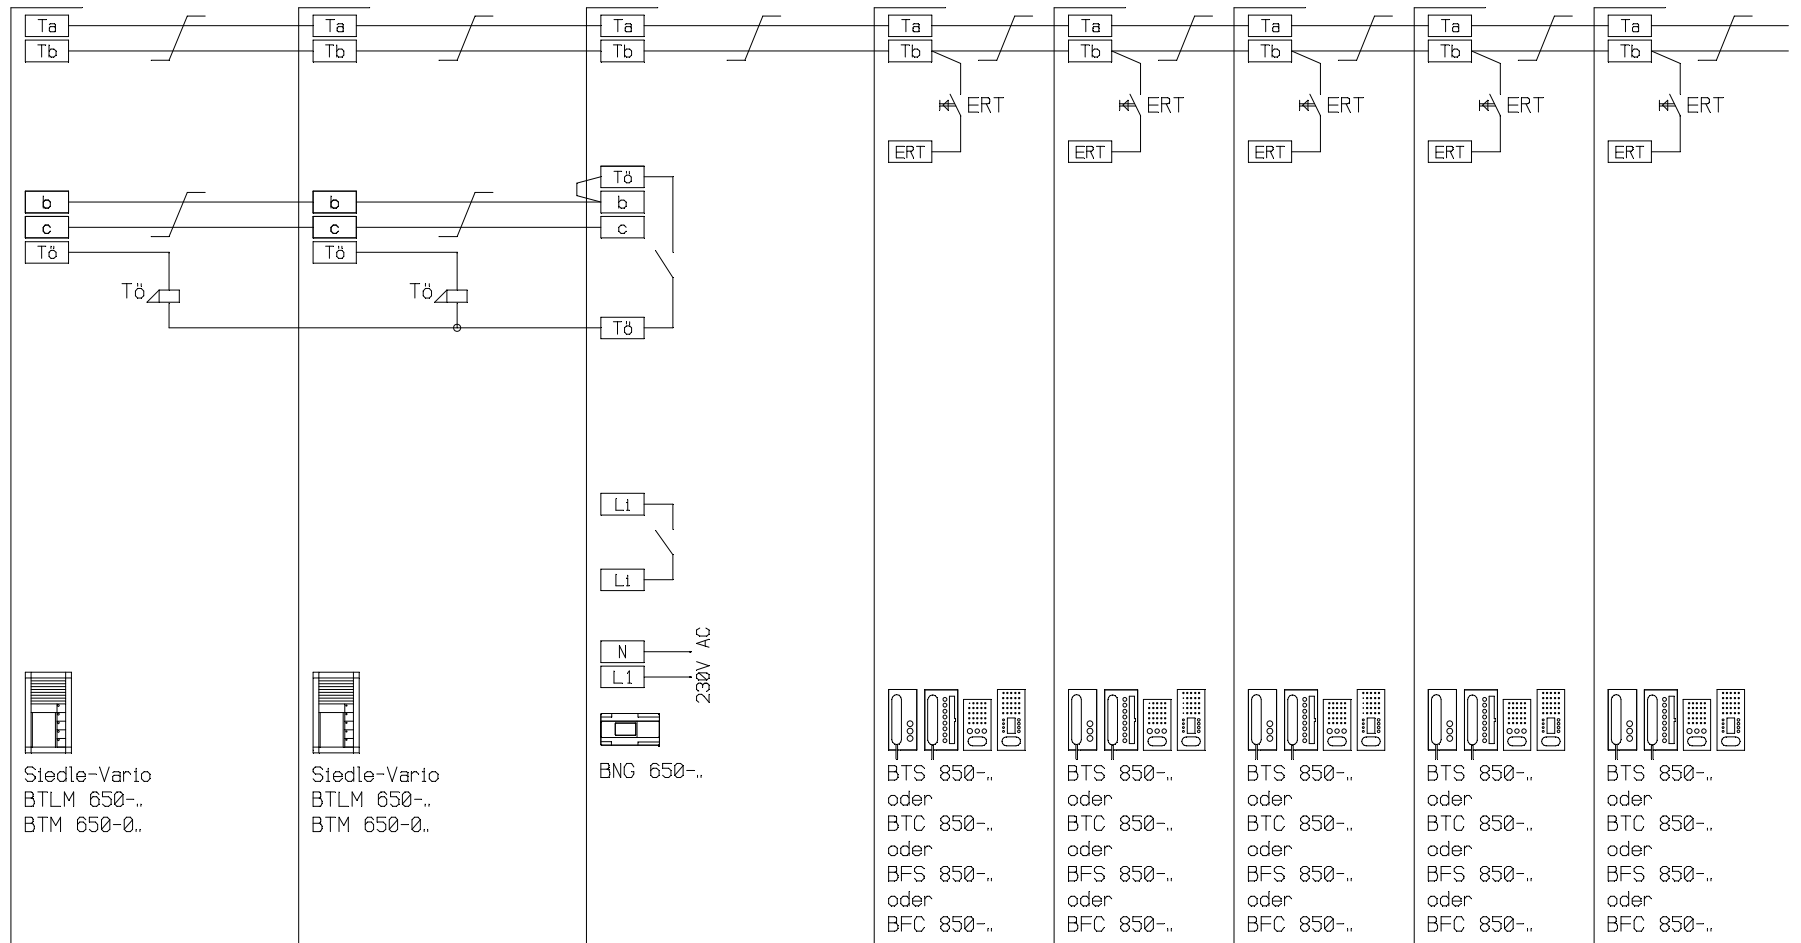 Ta
Tb
b
c
Tö
Tö
Siedle-Vario
BTLM 650-..
BTM 650-0..
Ta
Tb
b
c
Tö
Tö
Siedle-Vario
BTLM 650-..
BTM 650-0..
Ta
Tb
Tö
b
c
Tö
Li
Li
N
L1
230V AC
BNG 650-..
Ta
Tb
ERT
ERT
BTS 850-..
oder
BTC 850-..
oder
BFS 850-..
oder
BFC 850-..
Ta
Tb
ERT
ERT
BTS 850-..
oder
BTC 850-..
oder
BFS 850-..
oder
BFC 850-..
Ta
Tb
ERT
ERT
BTS 850-..
oder
BTC 850-..
oder
BFS 850-..
oder
BFC 850-..
Ta
Tb
ERT
ERT
BTS 850-..
oder
BTC 850-..
oder
BFS 850-..
oder
BFC 850-..
Ta
Tb
ERT
ERT
BTS 850-..
oder
BTC 850-..
oder
BFS 850-..
oder
BFC 850-..